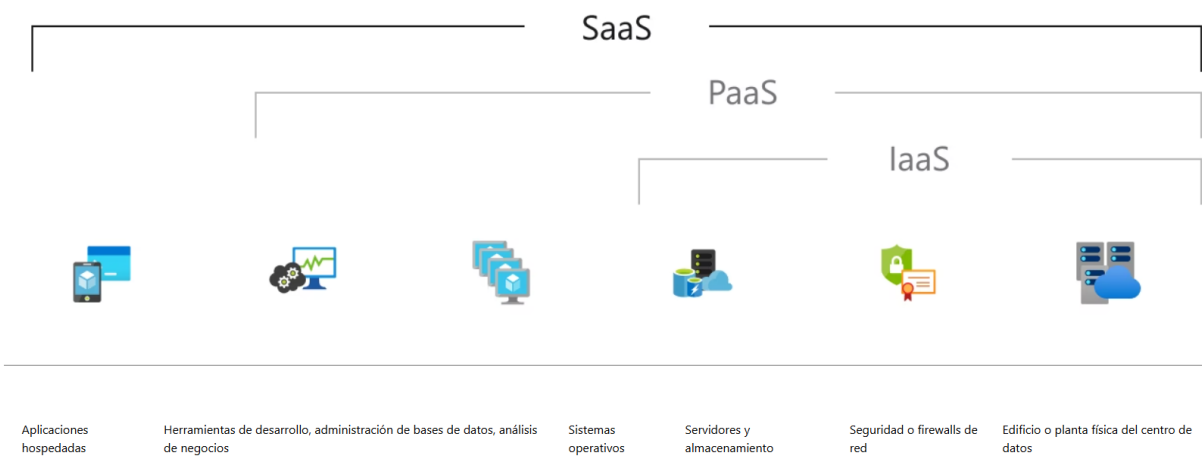 SaaS
PaaS
IaaS
Aplicaciones
hospedadas
Herramientas de desarrollo, administración de bases de datos, análisis
de negocios
Sistemas
operativos
Servidores y
almacenamiento
Seguridad o firewalls de
red
Edificio o planta física del centro de
datos